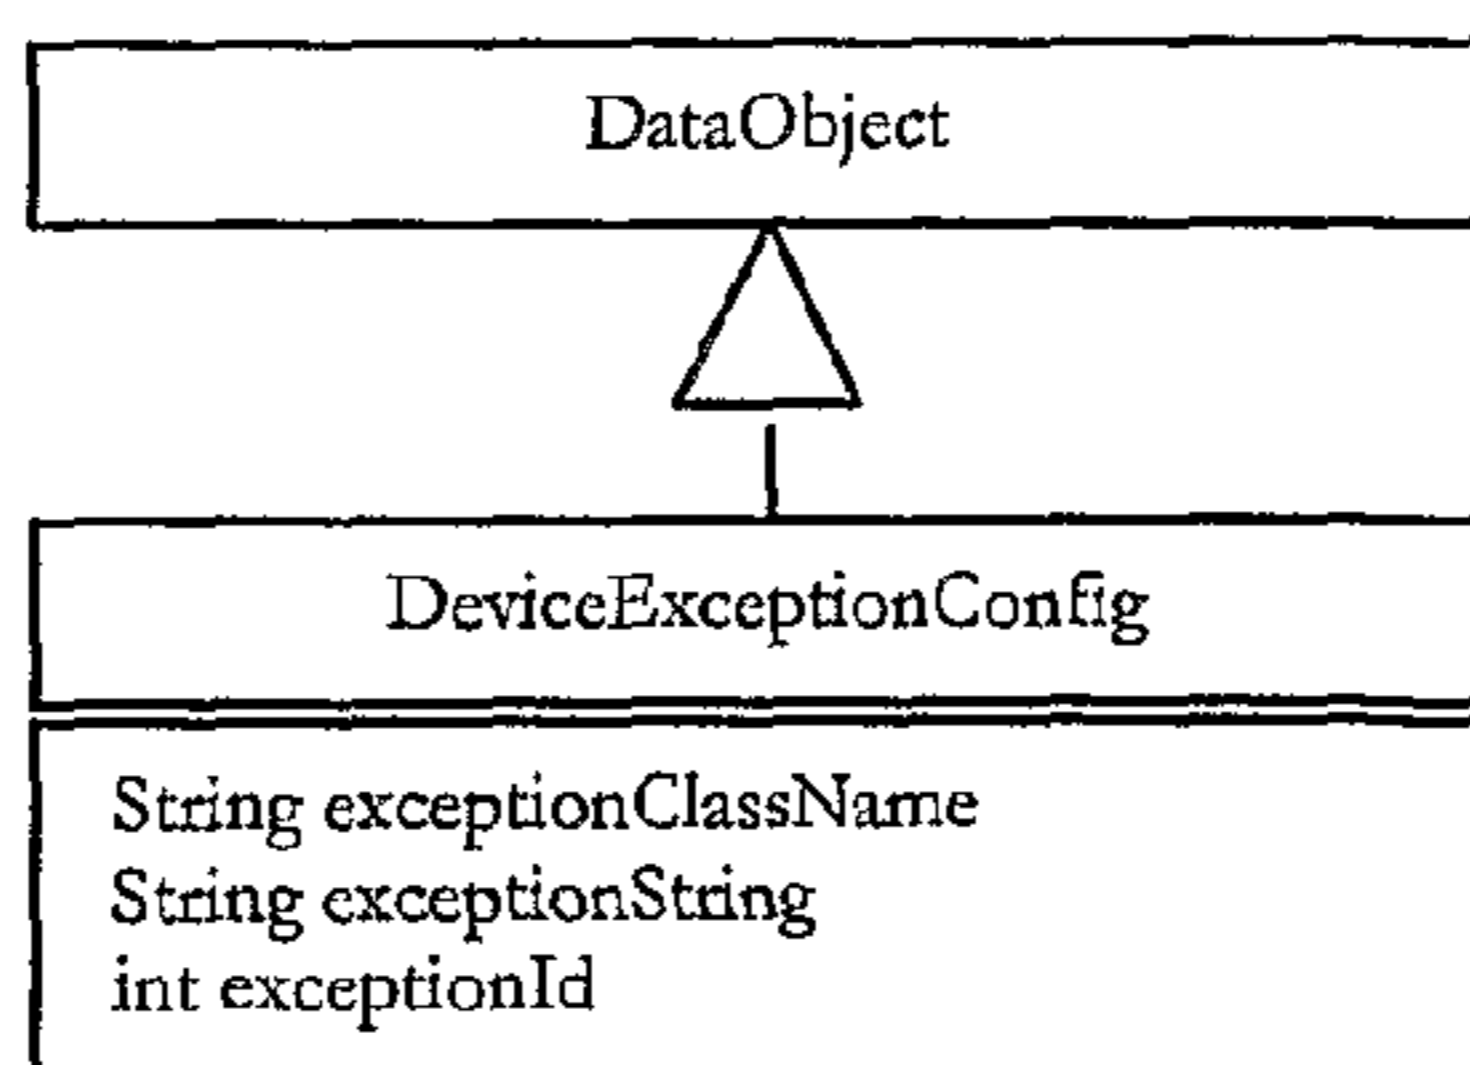 DataObject
DeviceExceptionConfig
String exceptionClassName
String exceptionString
int exceptionId